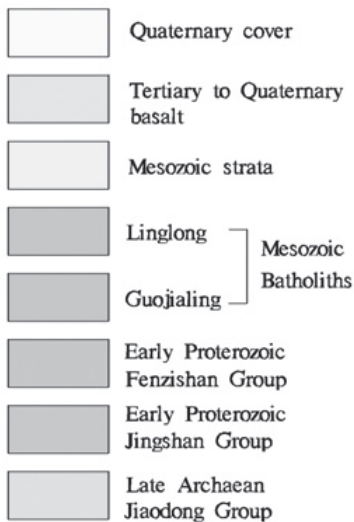 Quaternary cover
Tertiary to Quaternary
basalt
Mesozoic strata
Linglong
Mesozoic
Batholiths
Guojialing
Early Proterozoic
Fenzishan Group
Early Proterozoic
Jingshan Group
Late Archaean
Jiaodong Group